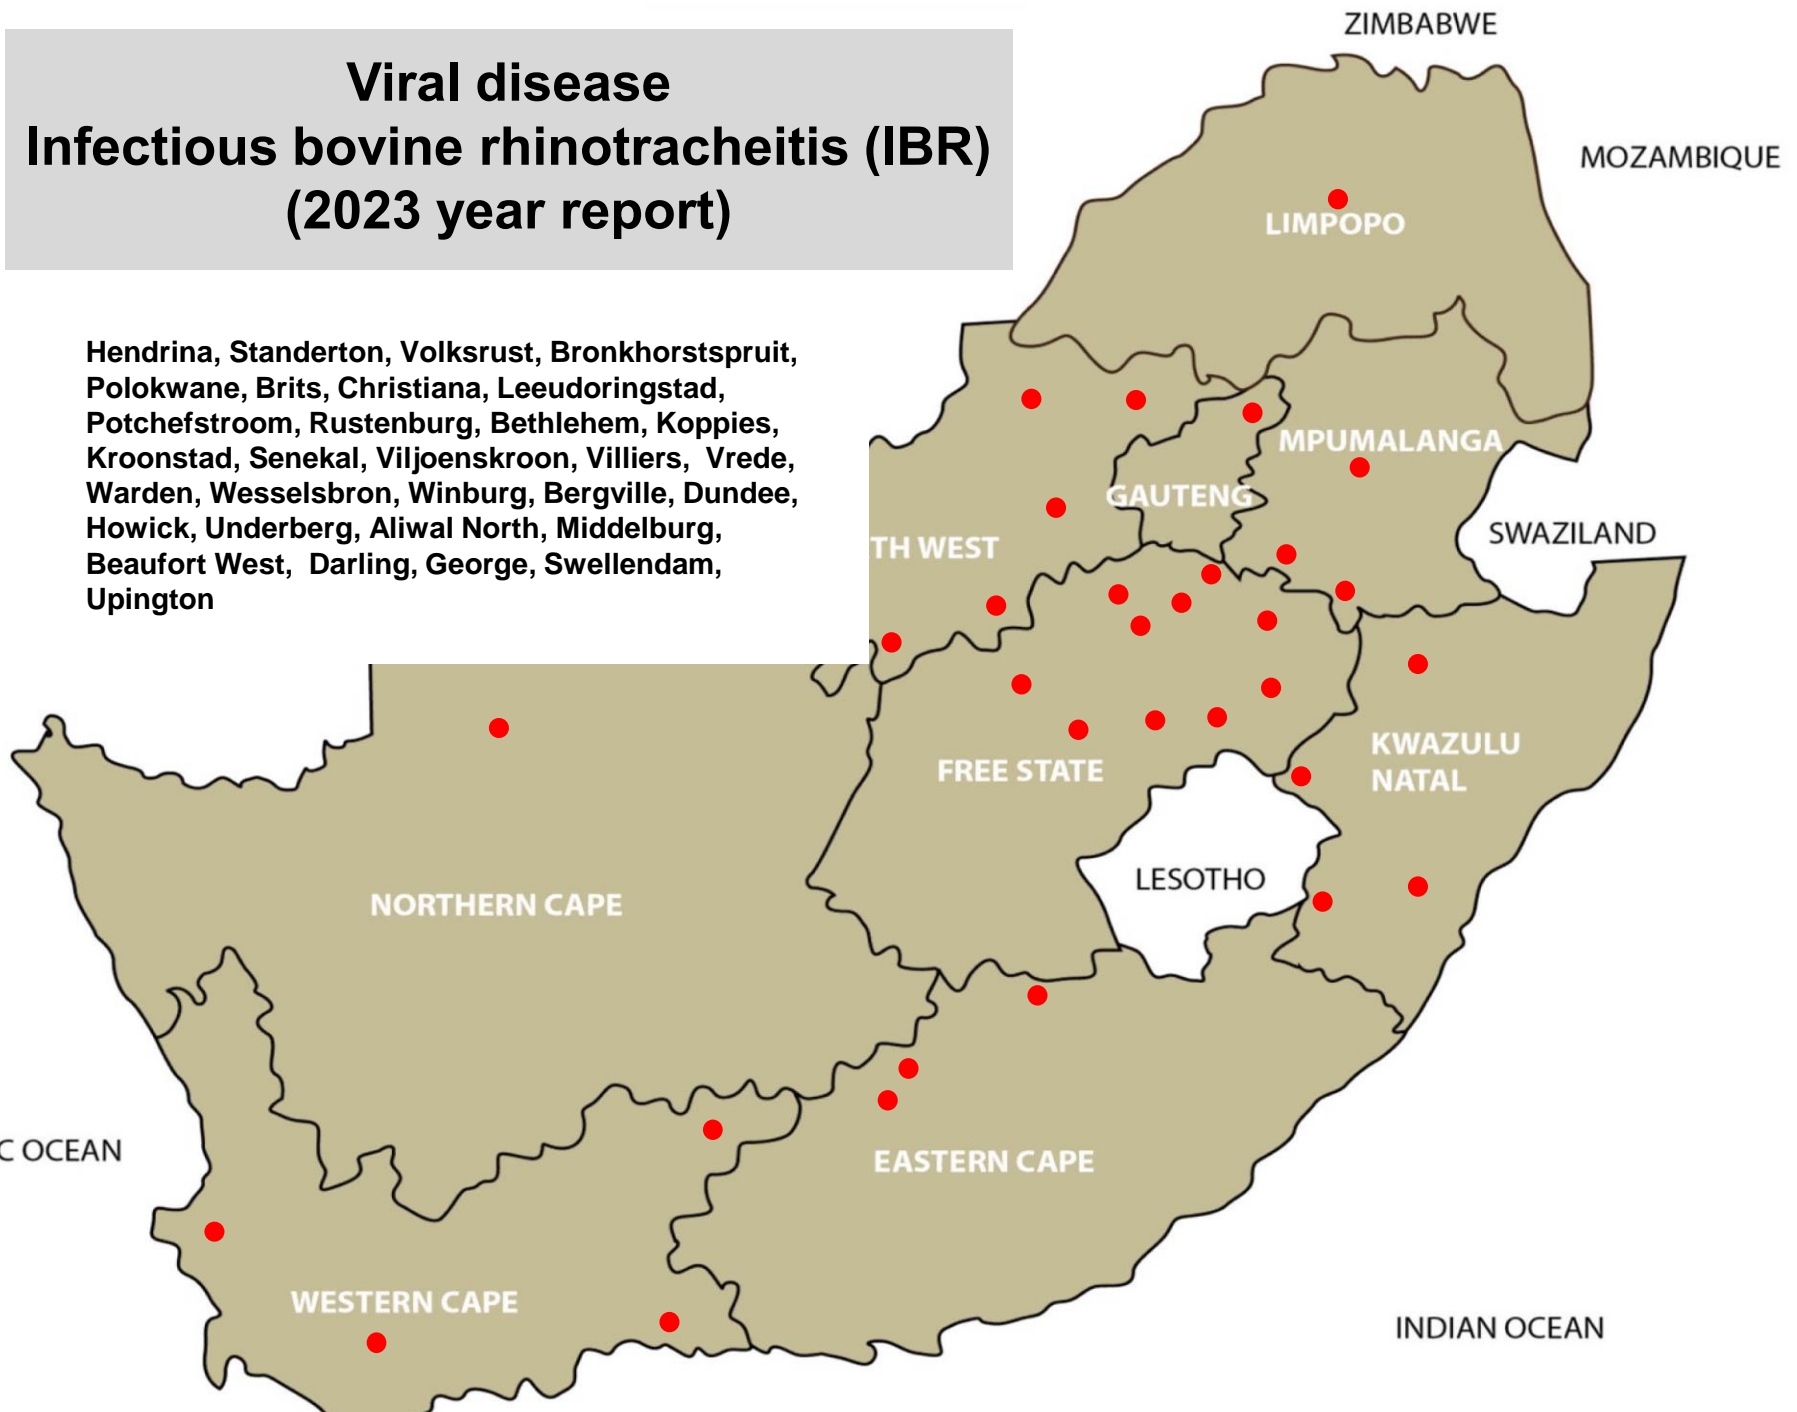 Viral disease
Infectious bovine rhinotracheitis (IBR)
(2023 year report)
Hendrina, Standerton, Volksrust, Bronkhorstspruit,
Polokwane, Brits, Christiana, Leeudoringstad,
Potchefstroom, Rustenburg, Bethlehem, Koppies,
Kroonstad, Senekal, Viljoenskroon, Villiers,  Vrede,
Warden, Wesselsbron, Winburg, Bergville, Dundee,
Howick, Underberg, Aliwal North, Middelburg,
Beaufort West,  Darling, George, Swellendam,
Upington
ZIMBABWE
MOZAMBIQUE
LIMPOPO
MPUMALANGA
GAUTENG
SWAZILAND
TH WEST
KWAZULU
NATAL
FREE STATE
LESOTHO
NORTHERN CAPE
C OCEAN
EASTERN CAPE
WESTERN CAPE
INDIAN OCEAN